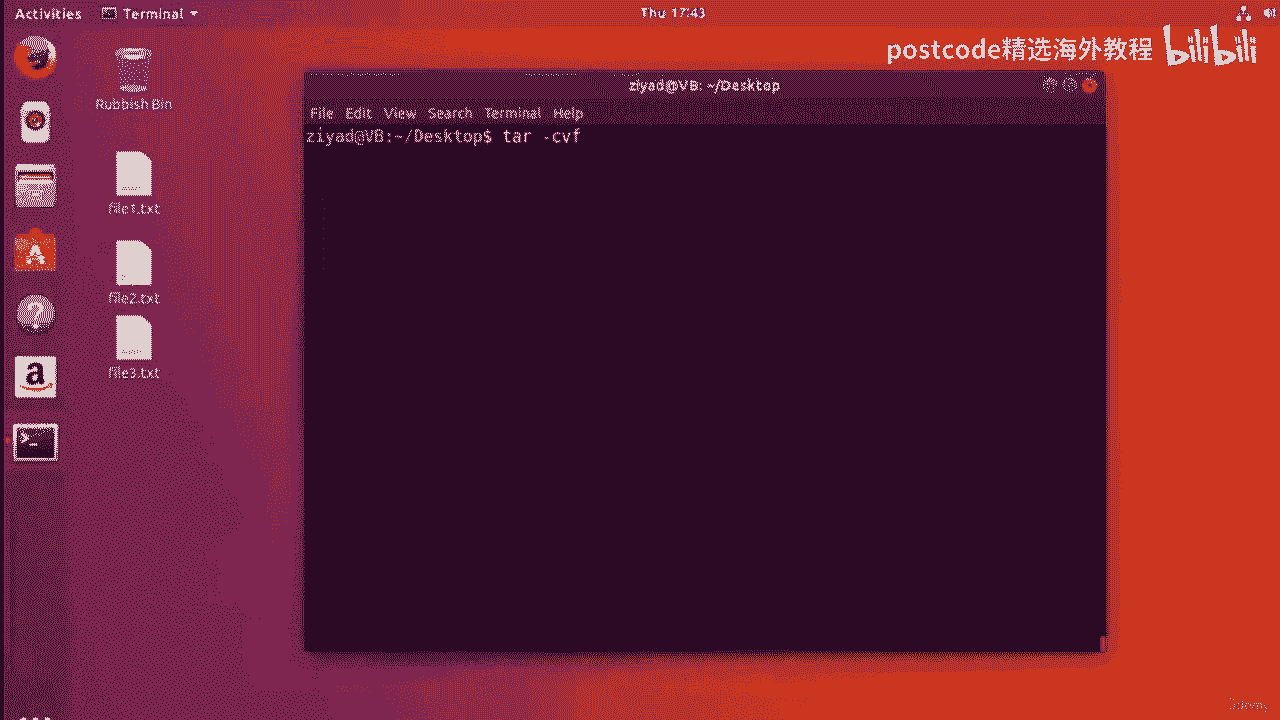 Activities
Terminal
Thu 17:43
postcode精选海外教程 bilibili
Rubbish Bin
file1.txt
file2.txt
file3.txt
ziyad@VB: ~/Desktop
File Edit View Search Terminal Help
ziyad@VB:~/Desktop$ tar -cvf
Udemy